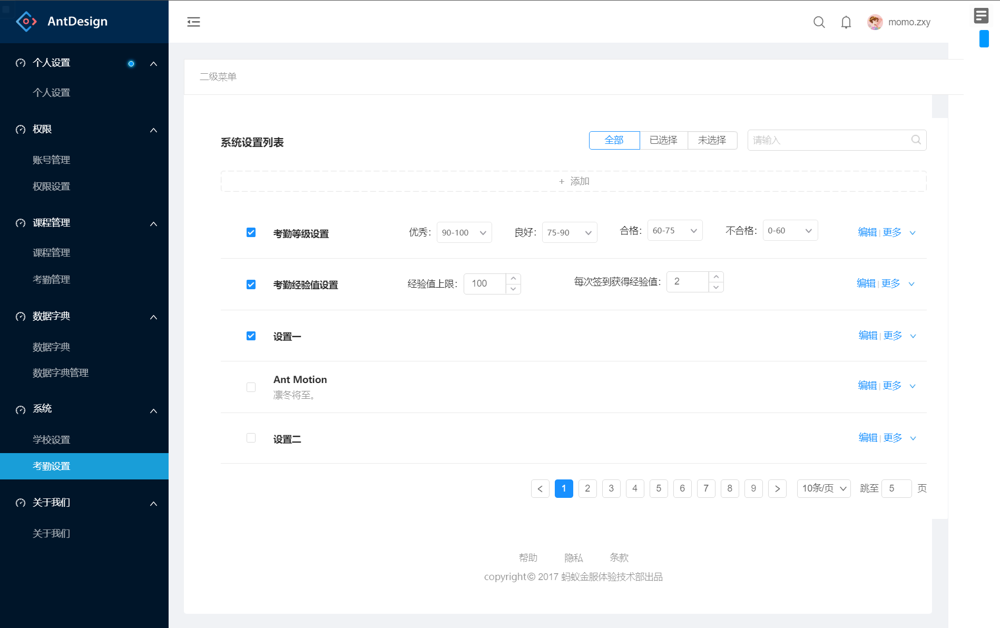 AntDesign
momo.zxy
个人设置
个人设置
权限
账号管理
权限设置
课程管理
课程管理
考勤管理
数据字典
数据字典
数据字典管理
系统
学校设置
考勤设置
关于我们
关于我们
二级菜单
系统设置列表
全部 已选择 未选择 请输入
+ 添加
考勤等级设置 优秀： 90-100 良好： 75-90 合格： 60-75 不合格： 0-60 编辑 | 更多
考勤经验值设置 经验值上限： 100 每次签到获得经验值： 2 编辑 | 更多
设置一 编辑 | 更多
Ant Motion 编辑 | 更多
凛冬将至。
设置二 编辑 | 更多
< 1 2 3 4 5 6 7 8 9 > 10条/页 跳至 5 页
帮助 隐私 条款
copyright© 2017 蚂蚁金服体验技术部出品